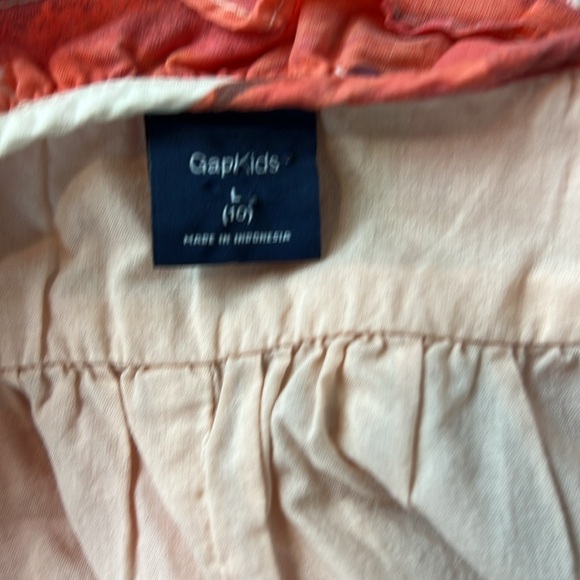 GapKids
L
(10)
MADE IN INDONESIA